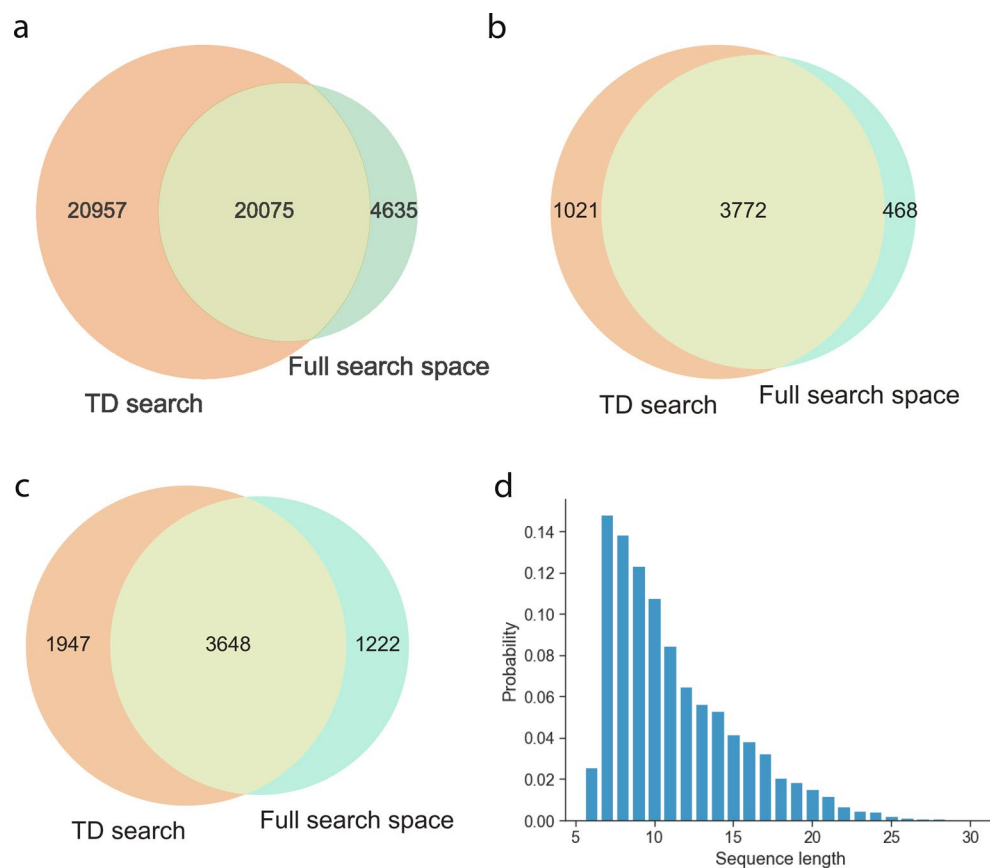 a
20957
20075
4635
Full search space
TD search
b
1021
3772
468
Full search space
TD search
c
1947
3648
1222
Full search space
TD search
d
Probability
0.14
0.12
0.10
0.08
0.06
0.04
0.02
0.00
5 10 15 20 25 30
Sequence length